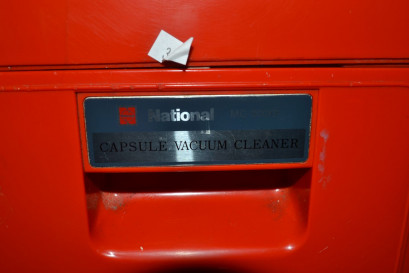 ?
National
CAPSULE VACUUM CLEANER